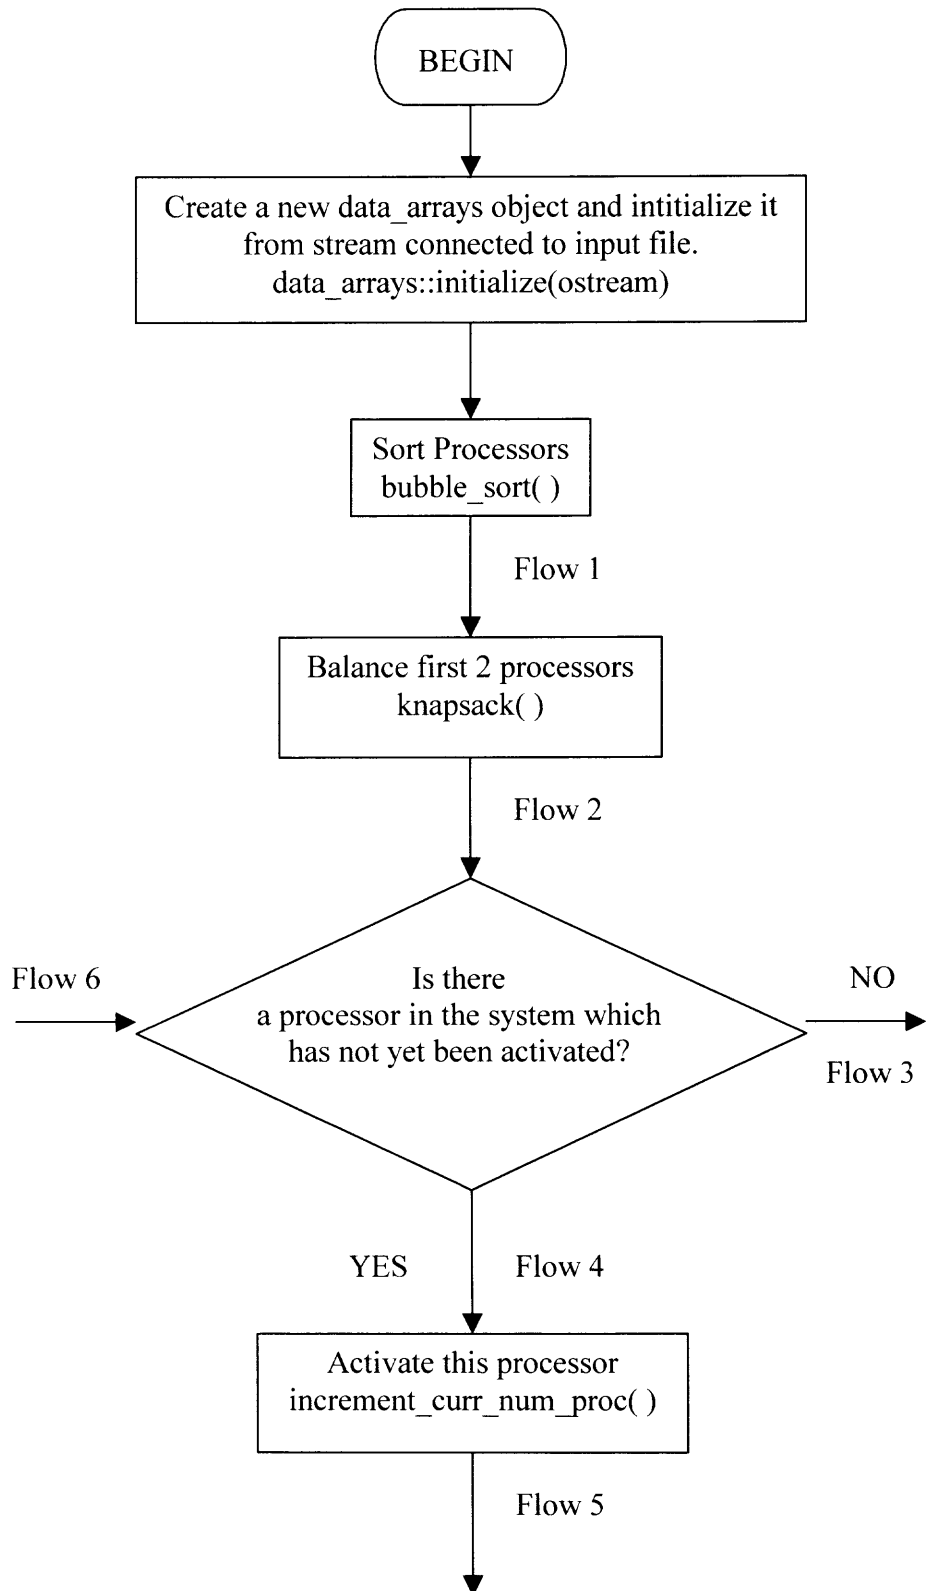 BEGIN
Create a new data_arrays object and intitialize it
from stream connected to input file.
data_arrays::initialize(ostream)
Sort Processors
bubble_sort( )
Flow 1
Balance first 2 processors
knapsack( )
Flow 2
Flow 6
Is there
a processor in the system which
has not yet been activated?
NO
Flow 3
YES
Flow 4
Activate this processor
increment_curr_num_proc( )
Flow 5